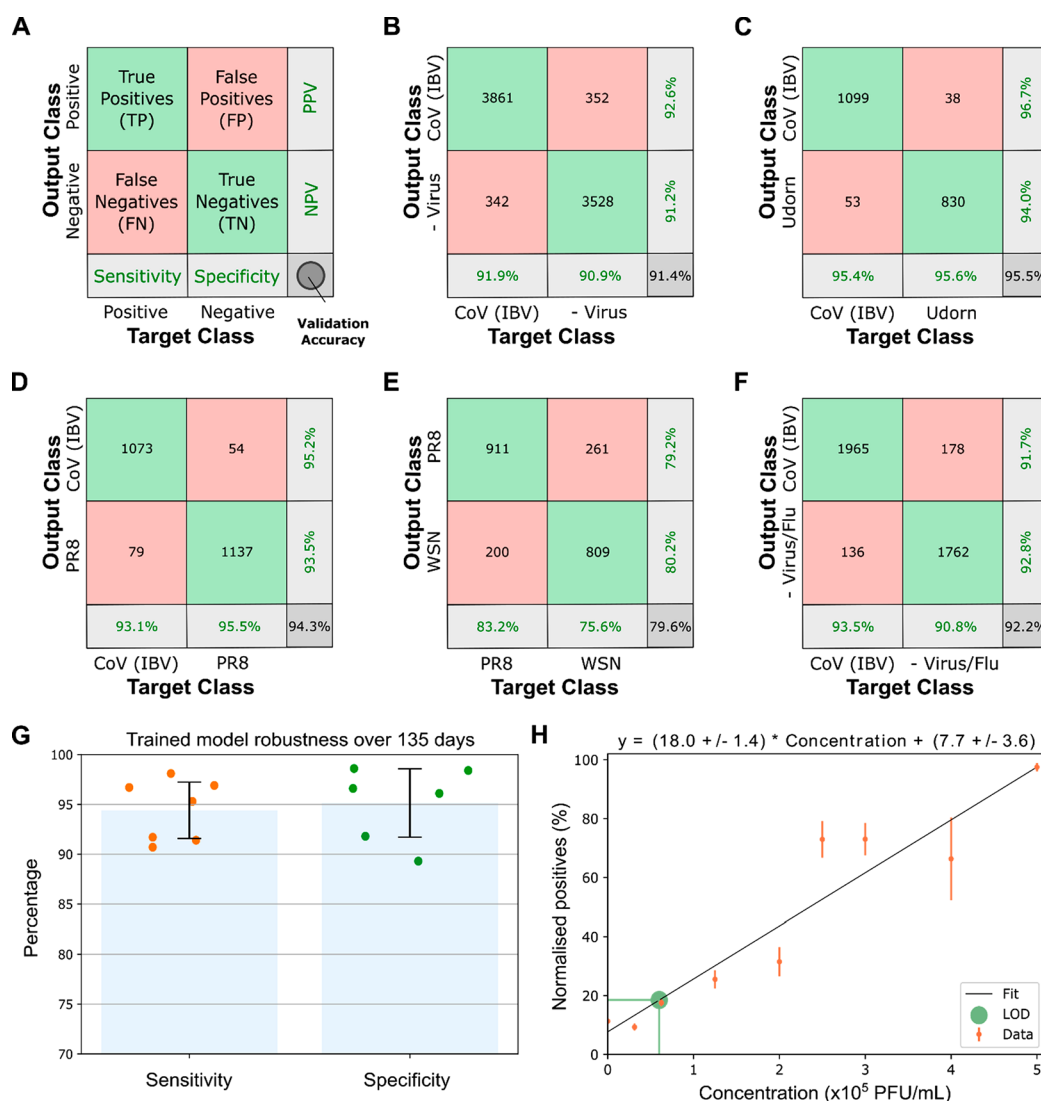 A
Output Class
Positive
Negative
True
Positives
(TP)
False
Positives
(FP)
PPV
False
Negatives
(FN)
True
Negatives
(TN)
NPV
Sensitivity
Specificity
Positive
Negative
Target Class
Validation
Accuracy
B
Output Class
CoV (IBV)
- Virus
3861
352
92.6%
342
3528
91.2%
91.9%
90.9%
91.4%
CoV (IBV)
- Virus
Target Class
C
Output Class
CoV (IBV)
Udorn
1099
38
96.7%
53
830
94.0%
95.4%
95.6%
95.5%
CoV (IBV)
Udorn
Target Class
D
Output Class
CoV (IBV)
PR8
1073
54
95.2%
79
1137
93.5%
93.1%
95.5%
94.3%
CoV (IBV)
PR8
Target Class
E
Output Class
PR8
WSN
911
261
79.2%
200
809
80.2%
83.2%
75.6%
79.6%
PR8
WSN
Target Class
F
Output Class
CoV (IBV)
- Virus/Flu
1965
178
91.7%
136
1762
92.8%
93.5%
90.8%
92.2%
CoV (IBV)
- Virus/Flu
Target Class
G
Trained model robustness over 135 days
Percentage
100
95
90
85
80
75
70
Sensitivity
Specificity
H
y = (18.0 +/- 1.4) * Concentration + (7.7 +/- 3.6)
Normalised positives (%)
100
80
60
40
20
0
0
1
2
3
4
5
Fit
LOD
Data
Concentration (x10⁵ PFU/mL)